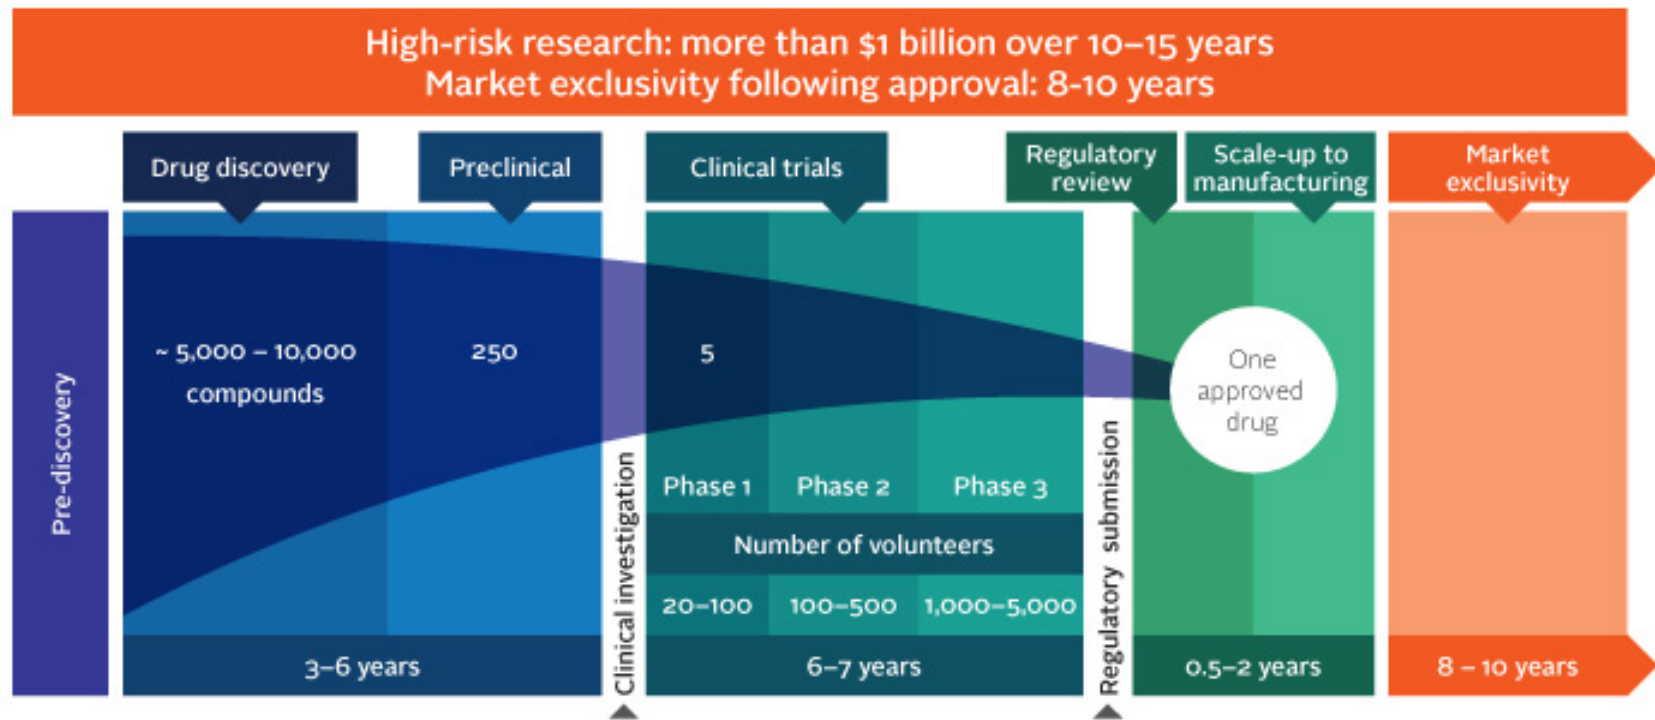 High-risk research: more than $1 billion over 10–15 years
Market exclusivity following approval: 8-10 years
Drug discovery
Preclinical
Clinical trials
Regulatory
review
Scale-up to
manufacturing
Market
exclusivity
Pre-discovery
~ 5,000 – 10,000
compounds
250
5
One
approved
drug
Clinical investigation
Phase 1
Phase 2
Phase 3
Number of volunteers
20–100
100–500
1,000–5,000
Regulatory submission
3–6 years
6–7 years
0.5–2 years
8 – 10 years